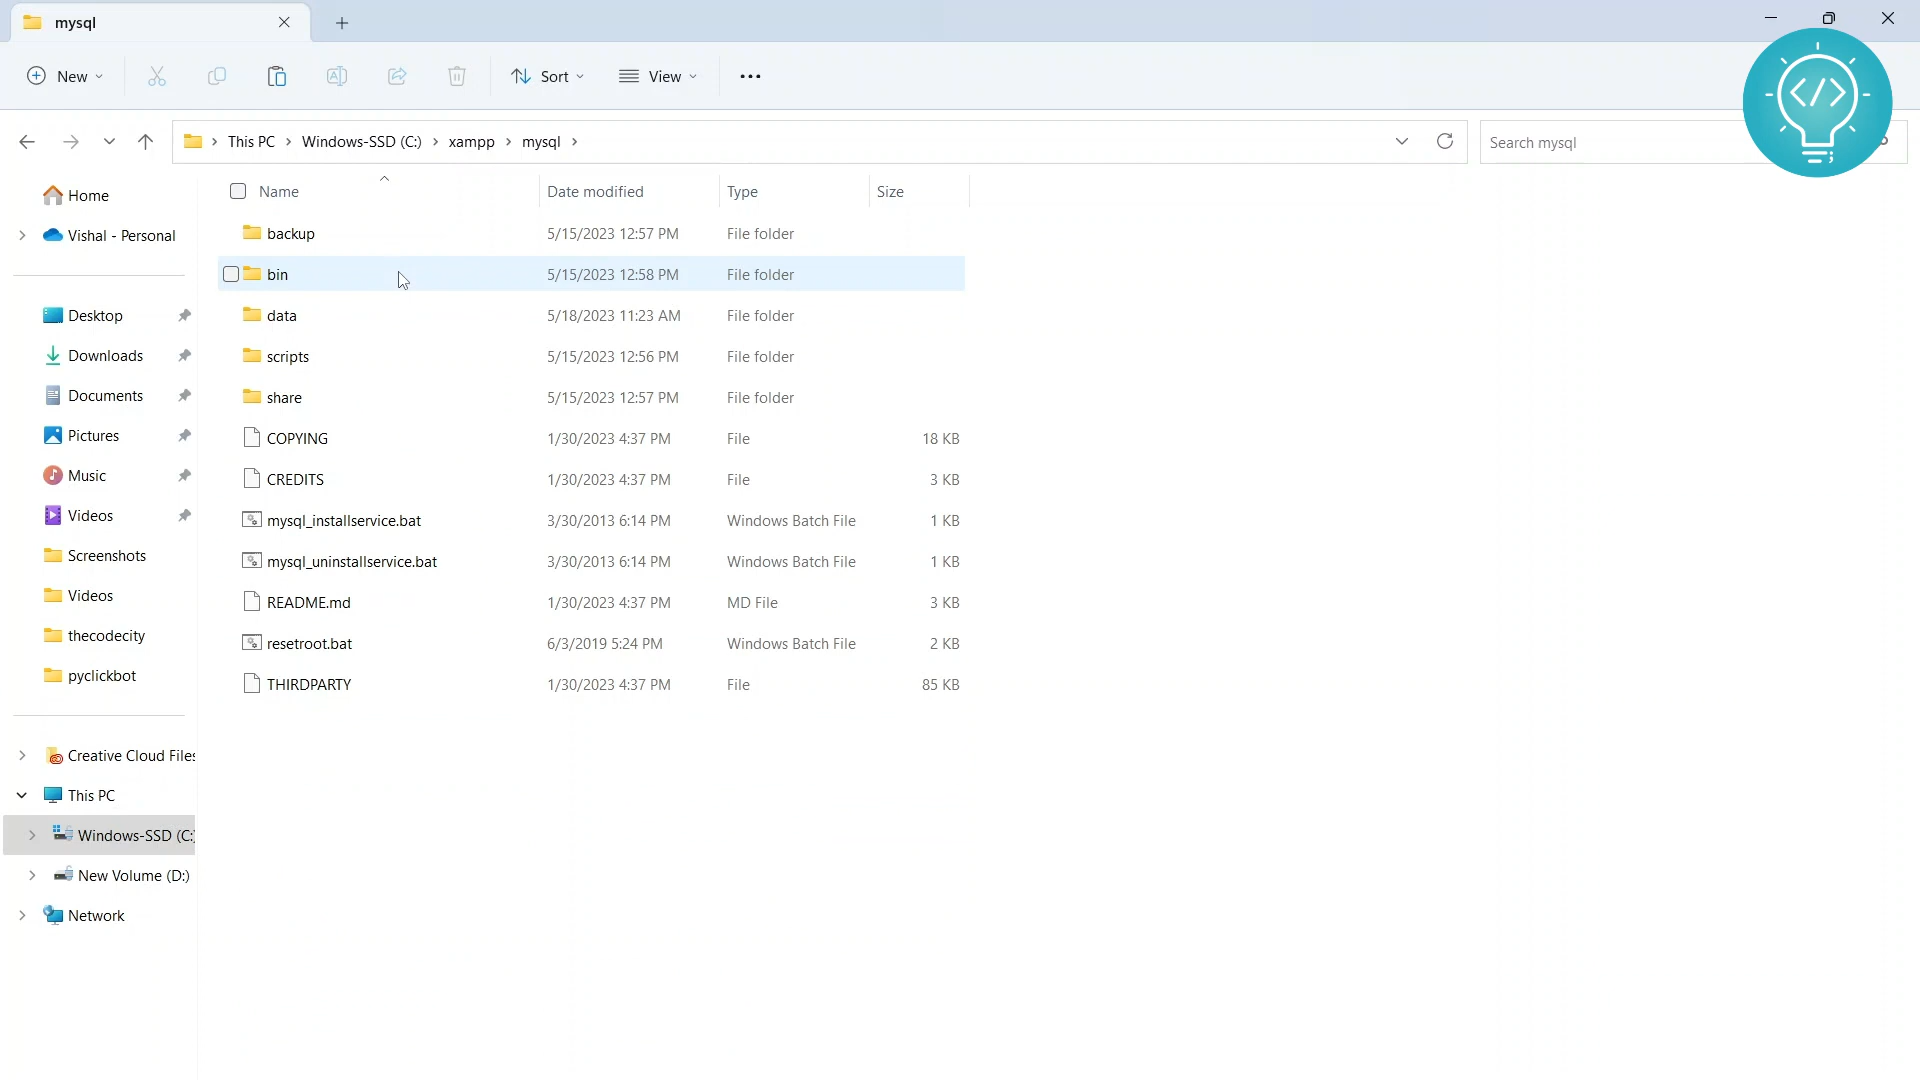 mysql
New
Sort
View
This PC
Windows-SSD (C:)
xampp
mysql
Search mysql
Name
Date modified
Type
Size
backup 5/15/2023 12:57 PM File folder
bin 5/15/2023 12:58 PM File folder
data 5/18/2023 11:23 AM File folder
scripts 5/15/2023 12:56 PM File folder
share 5/15/2023 12:57 PM File folder
COPYING 1/30/2023 4:37 PM File 18 KB
CREDITS 1/30/2023 4:37 PM File 3 KB
mysql_installservice.bat 3/30/2013 6:14 PM Windows Batch File 1 KB
mysql_uninstallservice.bat 3/30/2013 6:14 PM Windows Batch File 1 KB
README.md 1/30/2023 4:37 PM MD File 3 KB
resetroot.bat 6/3/2019 5:24 PM Windows Batch File 2 KB
THIRDPARTY 1/30/2023 4:37 PM File 85 KB
Home
Vishal - Personal
Desktop
Downloads
Documents
Pictures
Music
Videos
Screenshots
Videos
thecodecity
pyclickbot
Creative Cloud Files
This PC
Windows-SSD (C:
New Volume (D:)
Network